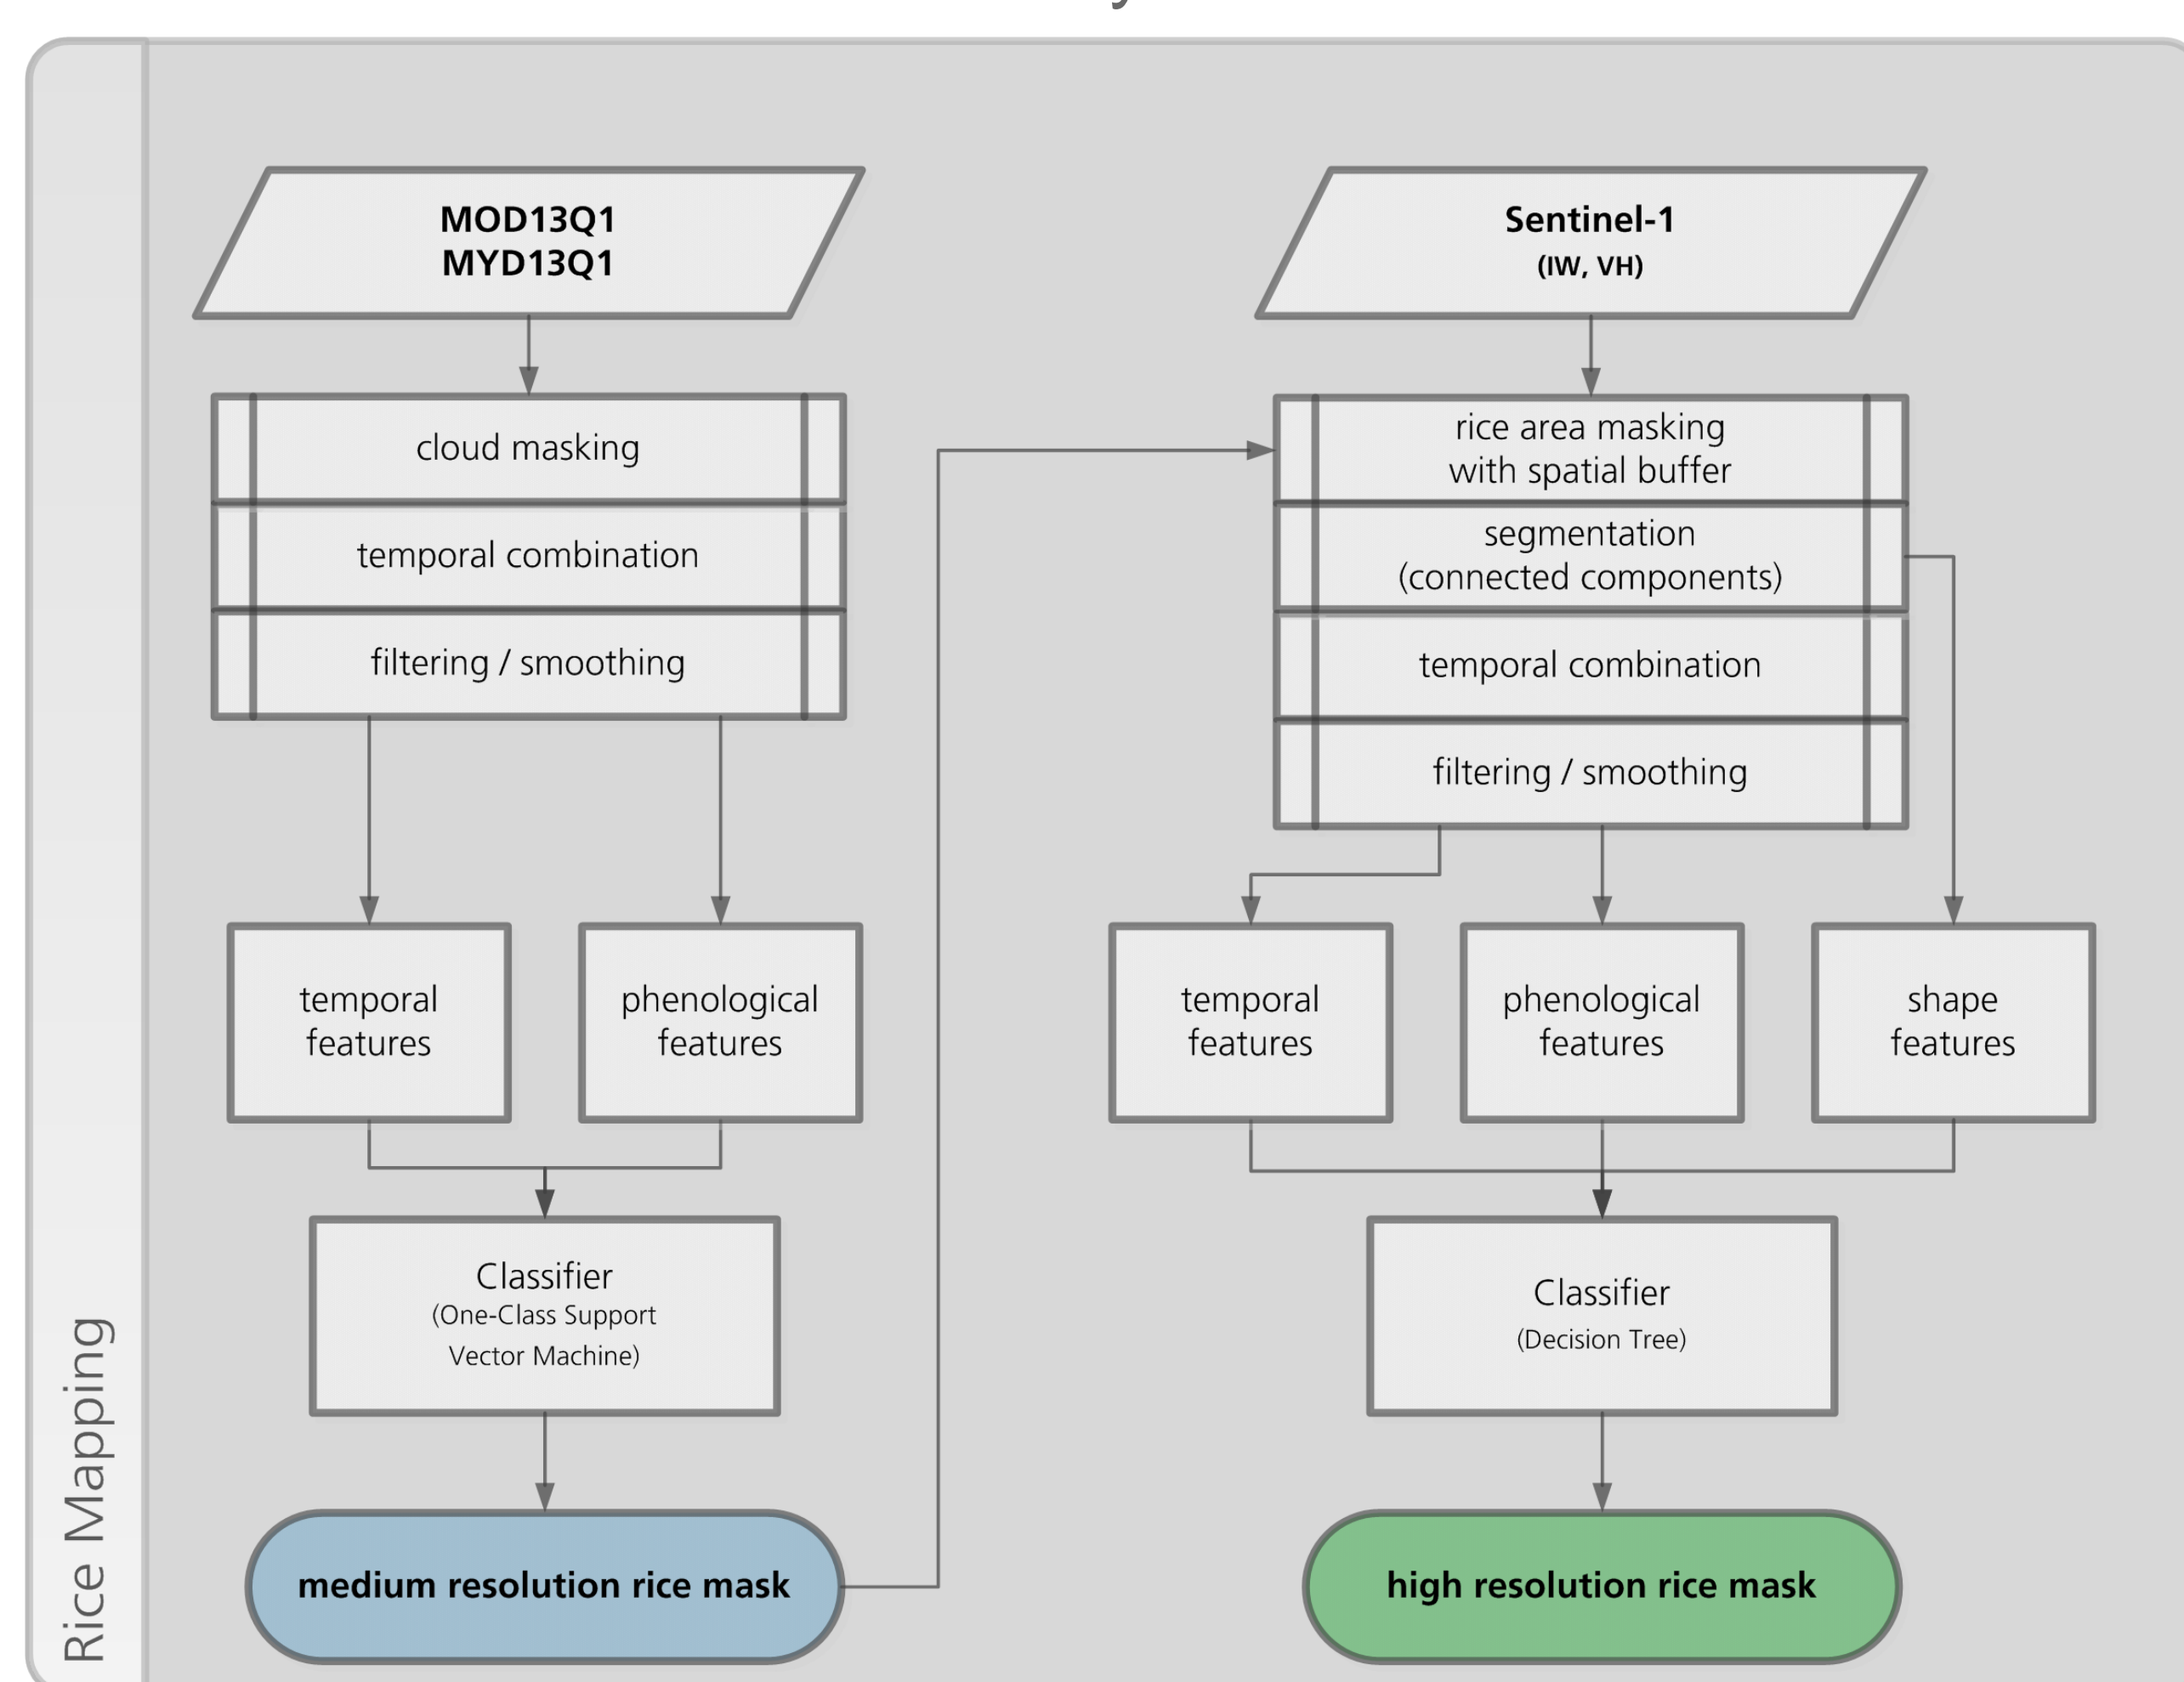 Rice Mapping
MOD13Q1
MYD13Q1
cloud masking
temporal combination
filtering / smoothing
temporal
features
phenological
features
Classifier
(One-Class Support
Vector Machine)
medium resolution rice mask
Sentinel-1
(IW, VH)
rice area masking
with spatial buffer
segmentation
(connected components)
temporal combination
filtering / smoothing
temporal
features
phenological
features
shape
features
Classifier
(Decision Tree)
high resolution rice mask